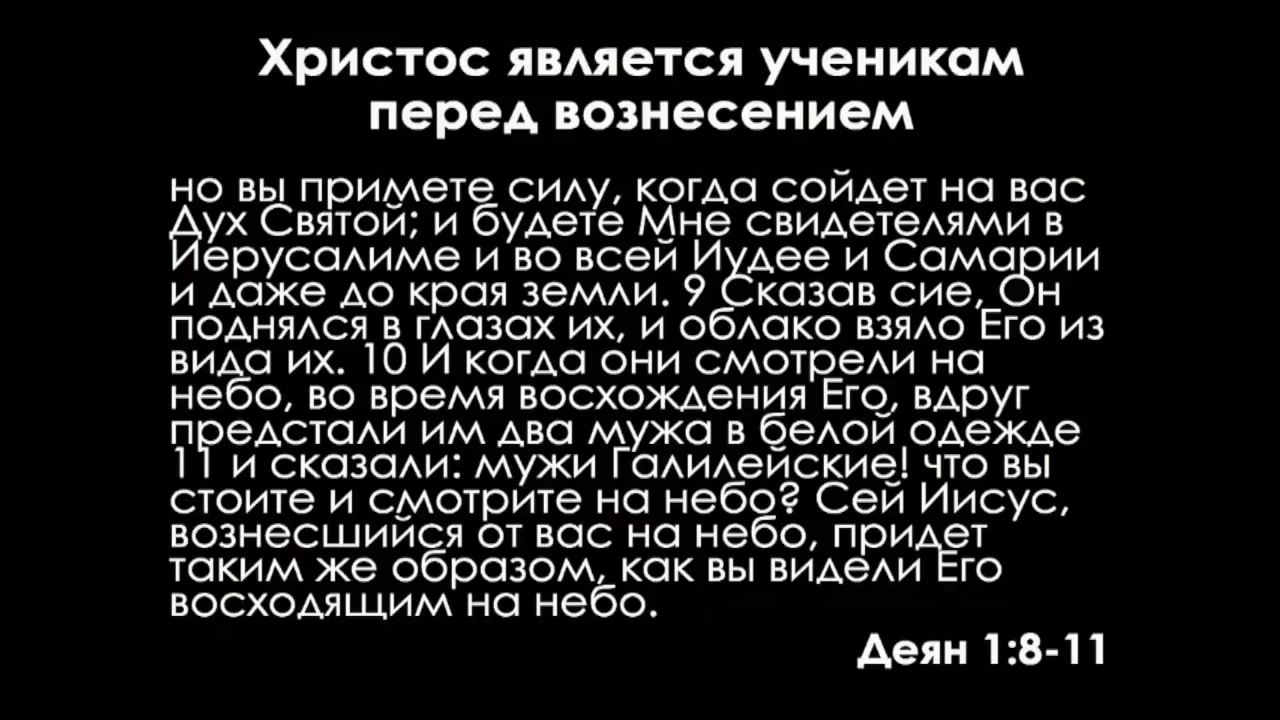 Христос является ученикам
перед вознесением
но вы примете силу, когда сойдет на вас
Дух Святой; и будете Мне свидетелями в
Иерусалиме и во всей Иудее и Самарии
и даже до края земли. 9 Сказав сие, Он
поднялся в глазах их, и облако взяло Его из
вида их. 10 И когда они смотрели на
небо, во время восхождения Его, вдруг
предстали им два мужа в белой одежде
11 и сказали: мужи Галилейские! что вы
стоите и смотрите на небо? Сей Иисус,
вознесшийся от вас на небо, придет
таким же образом, как вы видели Его
восходящим на небо.
Деян 1:8-11